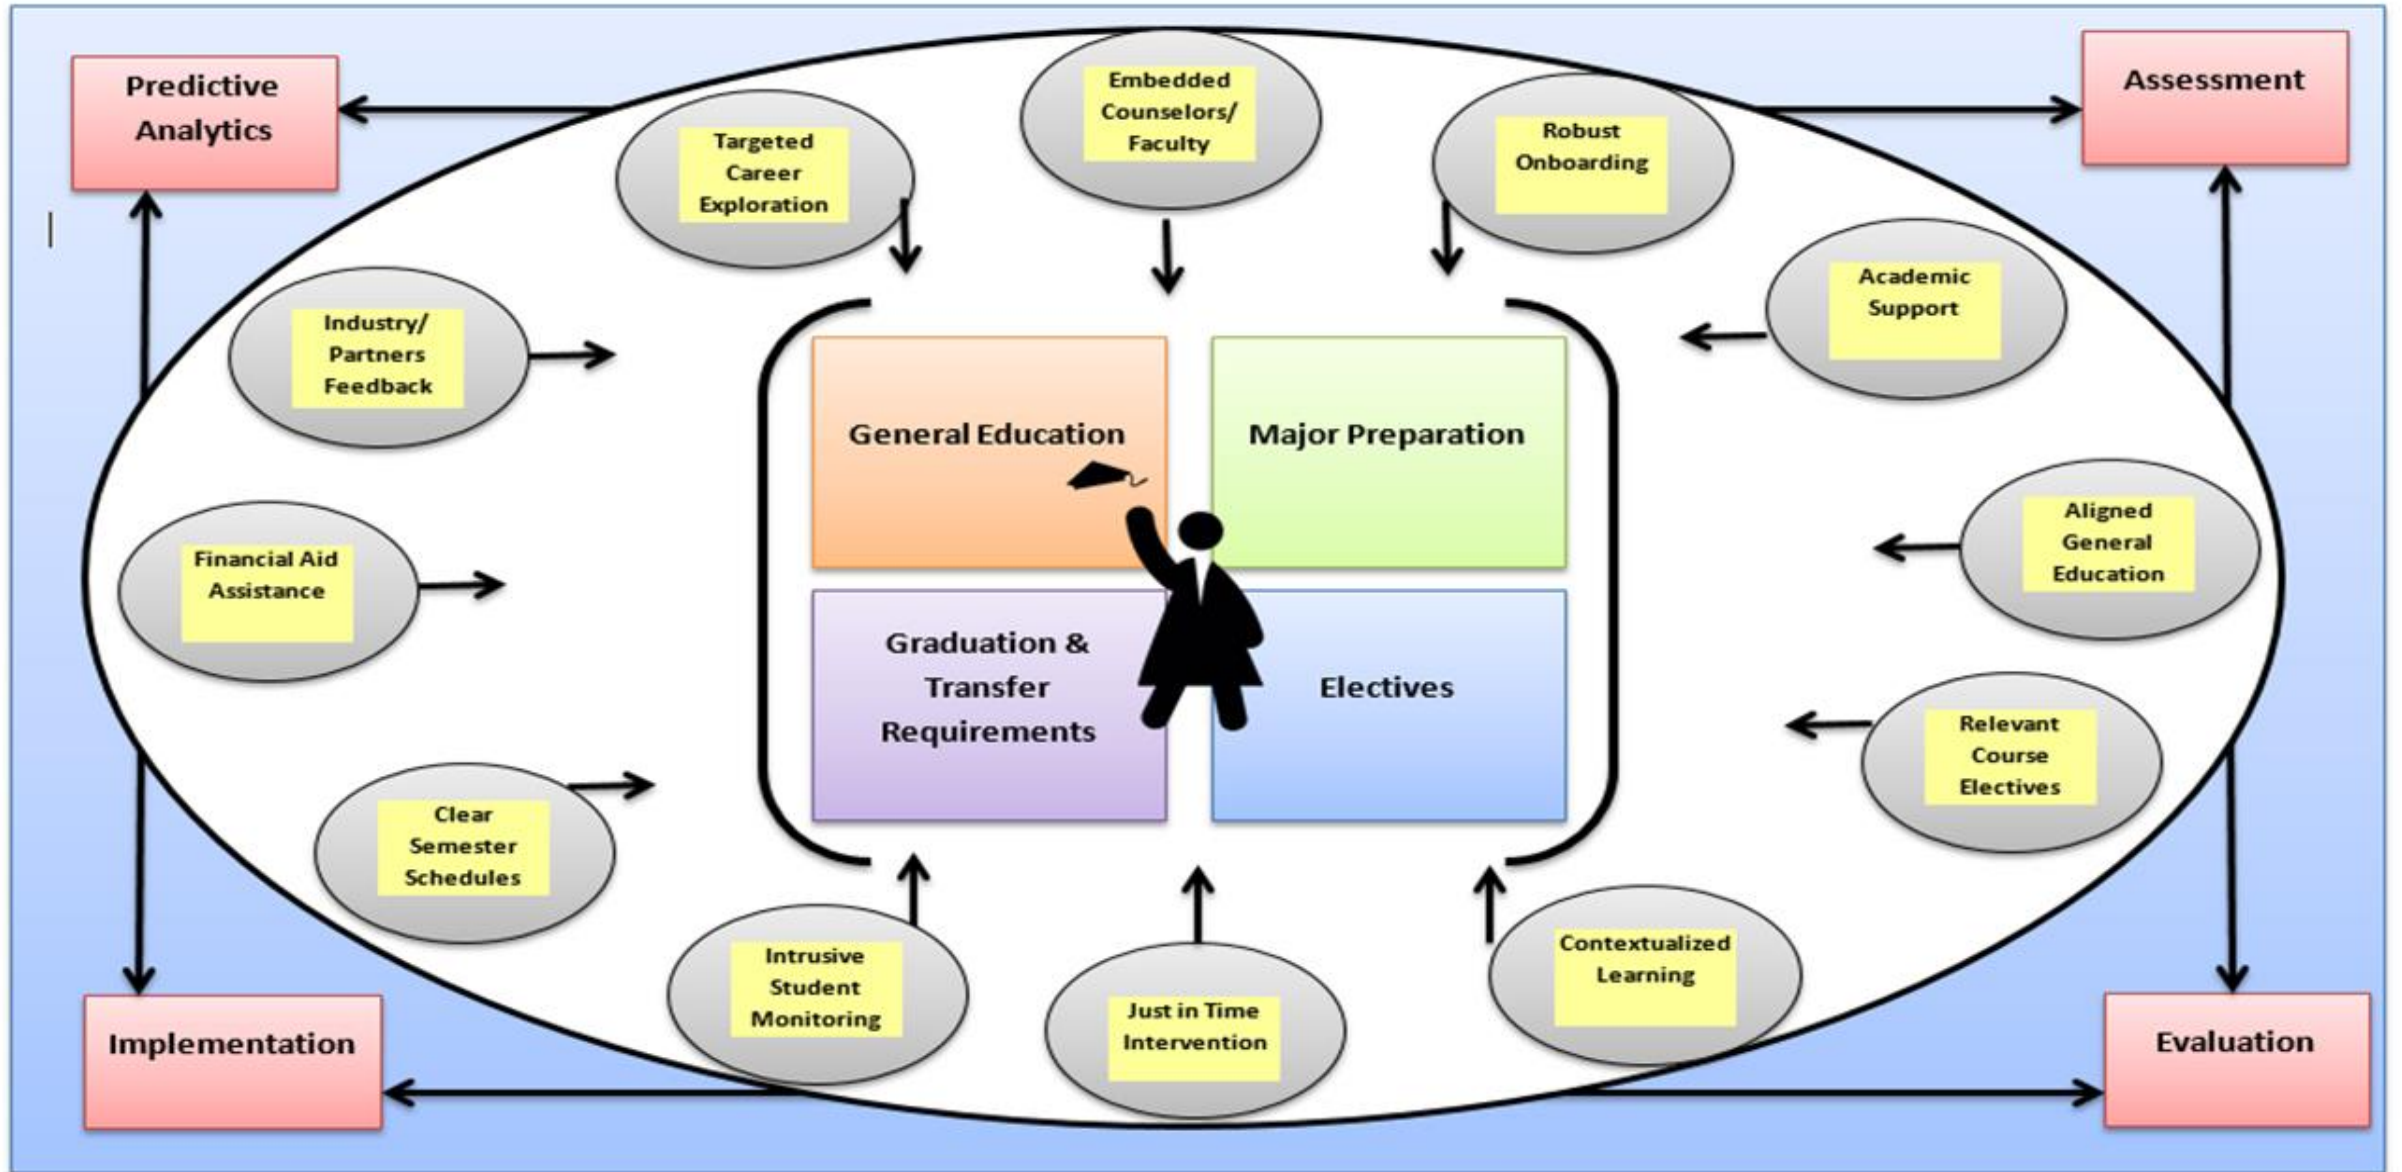 Predictive
Analytics
Embedded
Counselors/
Faculty
Assessment
Targeted
Career
Exploration
Robust
Onboarding
Industry/
Partners
Feedback
Academic
Support
General Education
Major Preparation
Financial Aid
Assistance
Aligned
General
Education
Graduation &
Transfer
Requirements
Electives
Relevant
Course
Electives
Clear
Semester
Schedules
Intrusive
Student
Monitoring
Just in Time
Intervention
Contextualized
Learning
Implementation
Evaluation